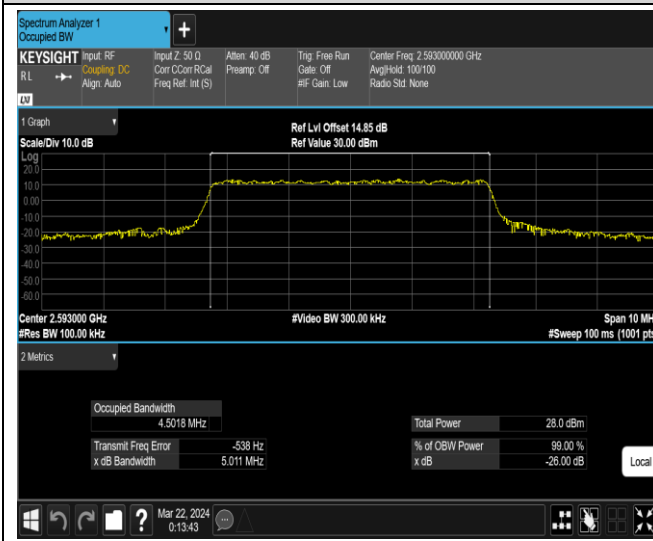 Spectrum Analyzer 1
Occupied BW
+
KEYSIGHT Input: RF Input Z: 50 Ω Atten: 40 dB Trig: Free Run Center Freq: 2.593000000 GHz
RL Coupling: DC Corr CCorr RCal Preamp: Off Gate: Off Avg|Hold: 100/100
Align: Auto Freq Ref: Int (S) #IF Gain: Low Radio Std: None
LXI
1 Graph Ref Lvl Offset 14.85 dB
Scale/Div 10.0 dB Ref Value 30.00 dBm
Log
20.0
10.0
0.00
-10.0
-20.0
-30.0
-40.0
-50.0
-60.0
Center 2.593000 GHz #Video BW 300.00 kHz Span 10 MH
#Res BW 100.00 kHz #Sweep 100 ms (1001 pts
2 Metrics
Occupied Bandwidth
4.5018 MHz Total Power 28.0 dBm
Transmit Freq Error -538 Hz % of OBW Power 99.00 %
x dB Bandwidth 5.011 MHz x dB -26.00 dB
Local
? Mar 22, 2024
0:13:43